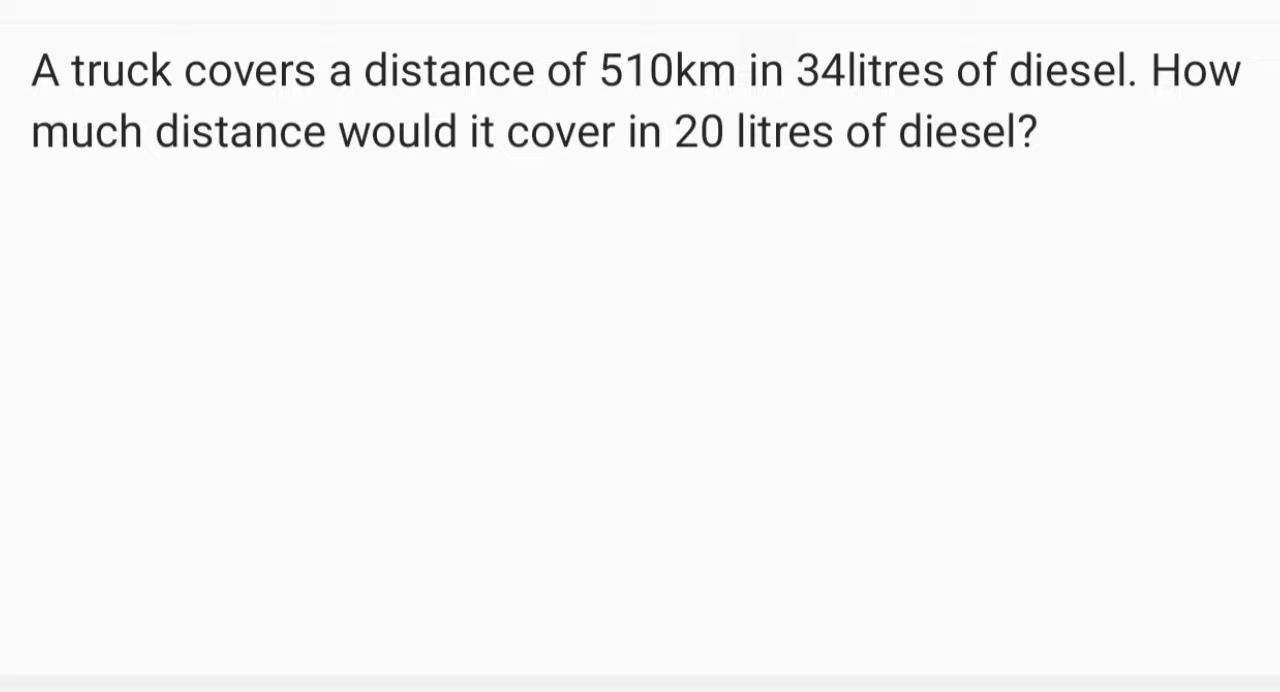 A truck covers a distance of 510km in 34litres of diesel. How
much distance would it cover in 20 litres of diesel?